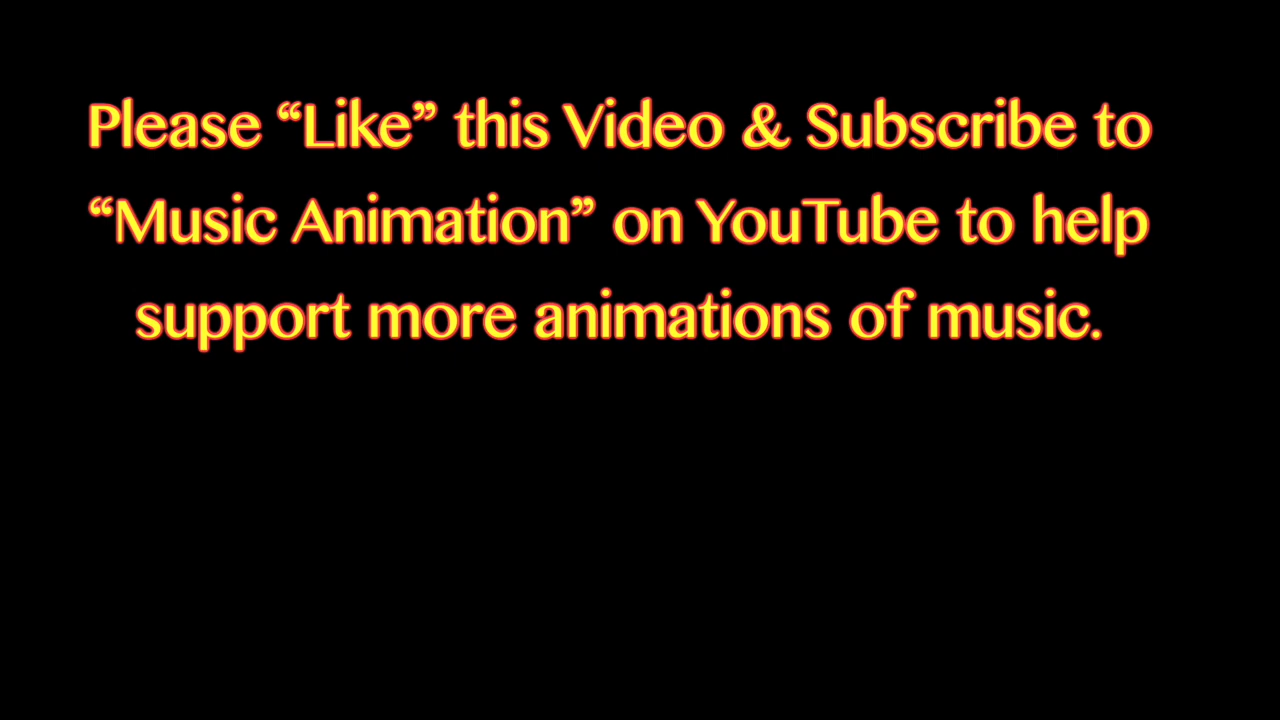 Please “Like” this Video & Subscribe to
“Music Animation” on YouTube to help
support more animations of music.